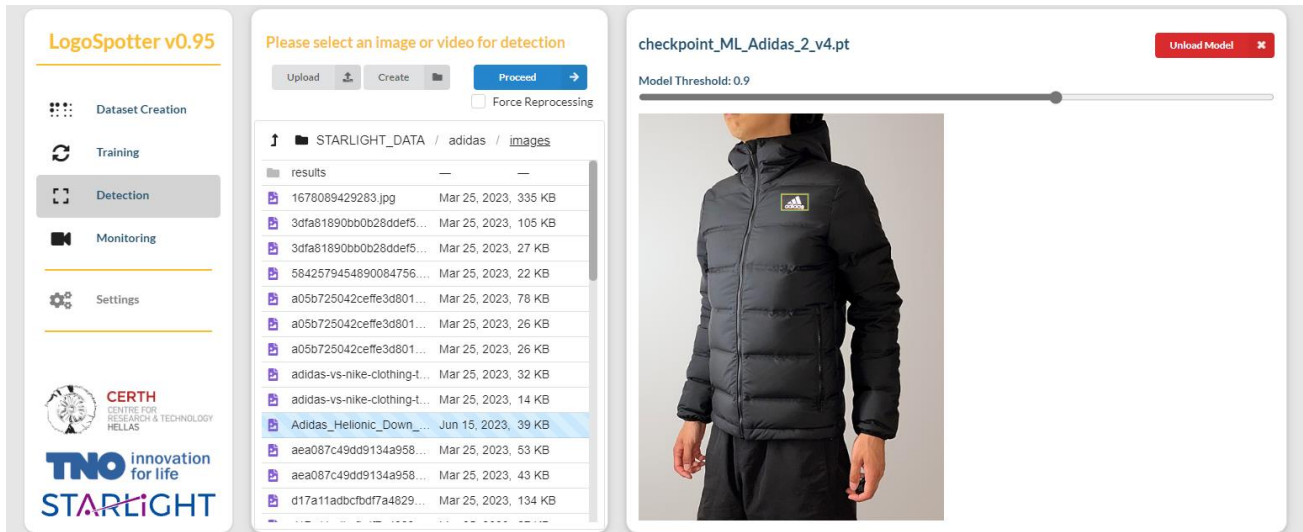 LogoSpotter v0.95
Dataset Creation
Training
Detection
Monitoring
Settings
CERTH
CENTRE FOR
RESEARCH & TECHNOLOGY
HELLAS
TNO innovation
for life
STARLiGHT
Please select an image or video for detection
Upload Create Proceed
Force Reprocessing
STARLIGHT_DATA / adidas / images
results — —
1678089429283.jpg Mar 25, 2023, 335 KB
3dfa81890bb0b28ddef5... Mar 25, 2023, 105 KB
3dfa81890bb0b28ddef5... Mar 25, 2023, 27 KB
5842579454890084756.... Mar 25, 2023, 22 KB
a05b725042ceffe3d801... Mar 25, 2023, 78 KB
a05b725042ceffe3d801... Mar 25, 2023, 26 KB
a05b725042ceffe3d801... Mar 25, 2023, 26 KB
adidas-vs-nike-clothing-t... Mar 25, 2023, 32 KB
adidas-vs-nike-clothing-t... Mar 25, 2023, 14 KB
Adidas_Helionic_Down_... Jun 15, 2023, 39 KB
aea087c49dd9134a958... Mar 25, 2023, 53 KB
aea087c49dd9134a958... Mar 25, 2023, 43 KB
d17a11adbcfbdf7a4829... Mar 25, 2023, 134 KB
checkpoint_ML_Adidas_2_v4.pt
Unload Model
Model Threshold: 0.9
adidas